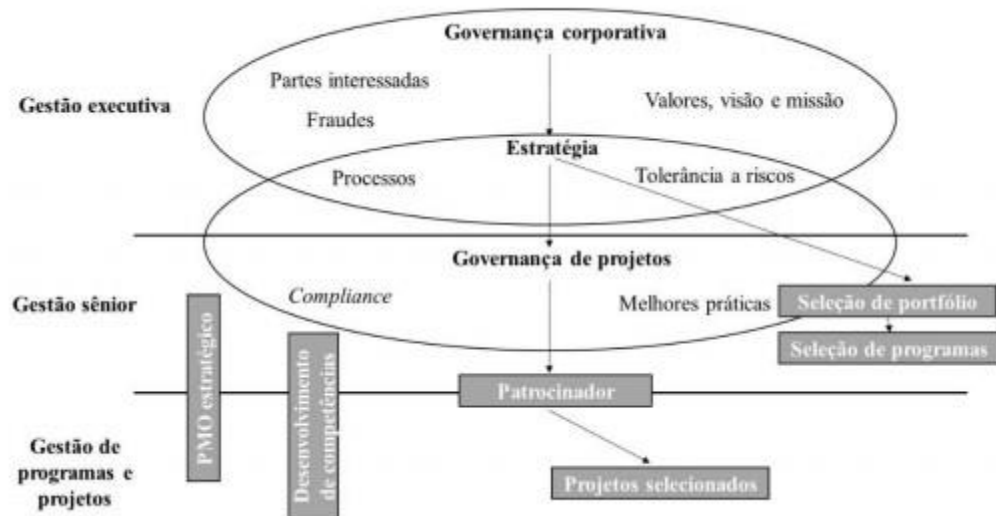 Governança corporativa
Partes interessadas
Gestão executiva
Valores, visão e missão
Fraudes
Estratégia
Processos
Tolerância a riscos
Governança de projetos
Gestão sênior
Compliance
Melhores práticas
Seleção de portfólio
Seleção de programas
PMO estratégico
Desenvolvimento
de competências
Patrocinador
Gestão de
programas e
projetos
Projetos selecionados